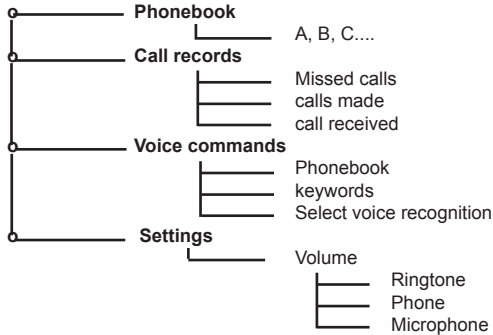 Phonebook
A, B, C....
Call records
Missed calls
calls made
call received
Voice commands
Phonebook
keywords
Select voice recognition
Settings
Volume
Ringtone
Phone
Microphone